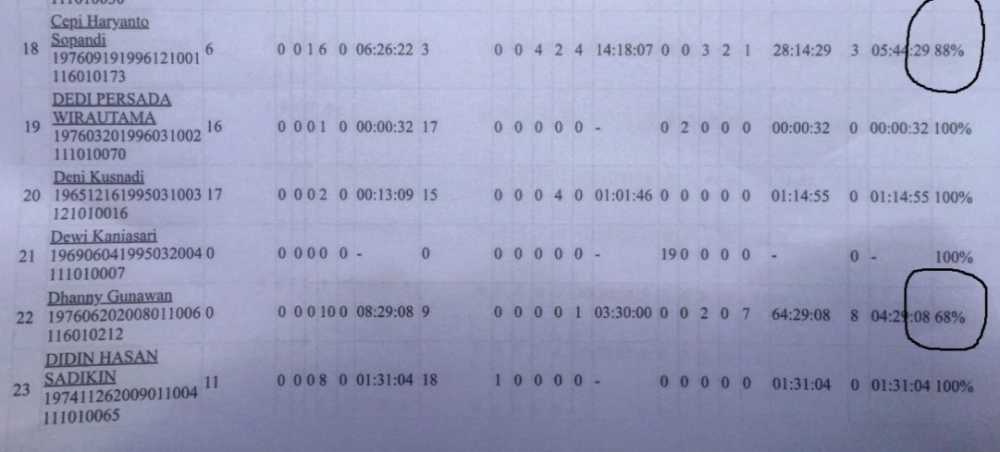 Cepi Haryanto
18 Sopandi 6 0 0 1 6 0 06:26:22 3 0 0 4 2 4 14:18:07 0 0 3 2 1 28:14:29 3 05:44:29 88%
197609191996121001
116010173
DEDI PERSADA
19 WIRAUTAMA 16 0 0 0 1 0 00:00:32 17 0 0 0 0 0 - 0 2 0 0 0 00:00:32 0 00:00:32 100%
197603201996031002
111010070
Deni Kusnadi
20 196512161995031003 17 0 0 0 2 0 00:13:09 15 0 0 0 4 0 01:01:46 0 0 0 0 0 01:14:55 0 01:14:55 100%
121010016
Dewi Kaniasari
21 196906041995032004 0 0 0 0 0 0 - 0 0 0 0 0 0 - 19 0 0 0 0 - 0 - 100%
111010007
Dhanny Gunawan
22 197606202008011006 0 0 0 0 10 0 08:29:08 9 0 0 0 0 1 03:30:00 0 0 2 0 7 64:29:08 8 04:29:08 68%
116010212
DIDIN HASAN
23 SADIKIN 11 0 0 0 8 0 01:31:04 18 1 0 0 0 0 - 0 0 0 0 0 01:31:04 0 01:31:04 100%
197411262009011004
111010065